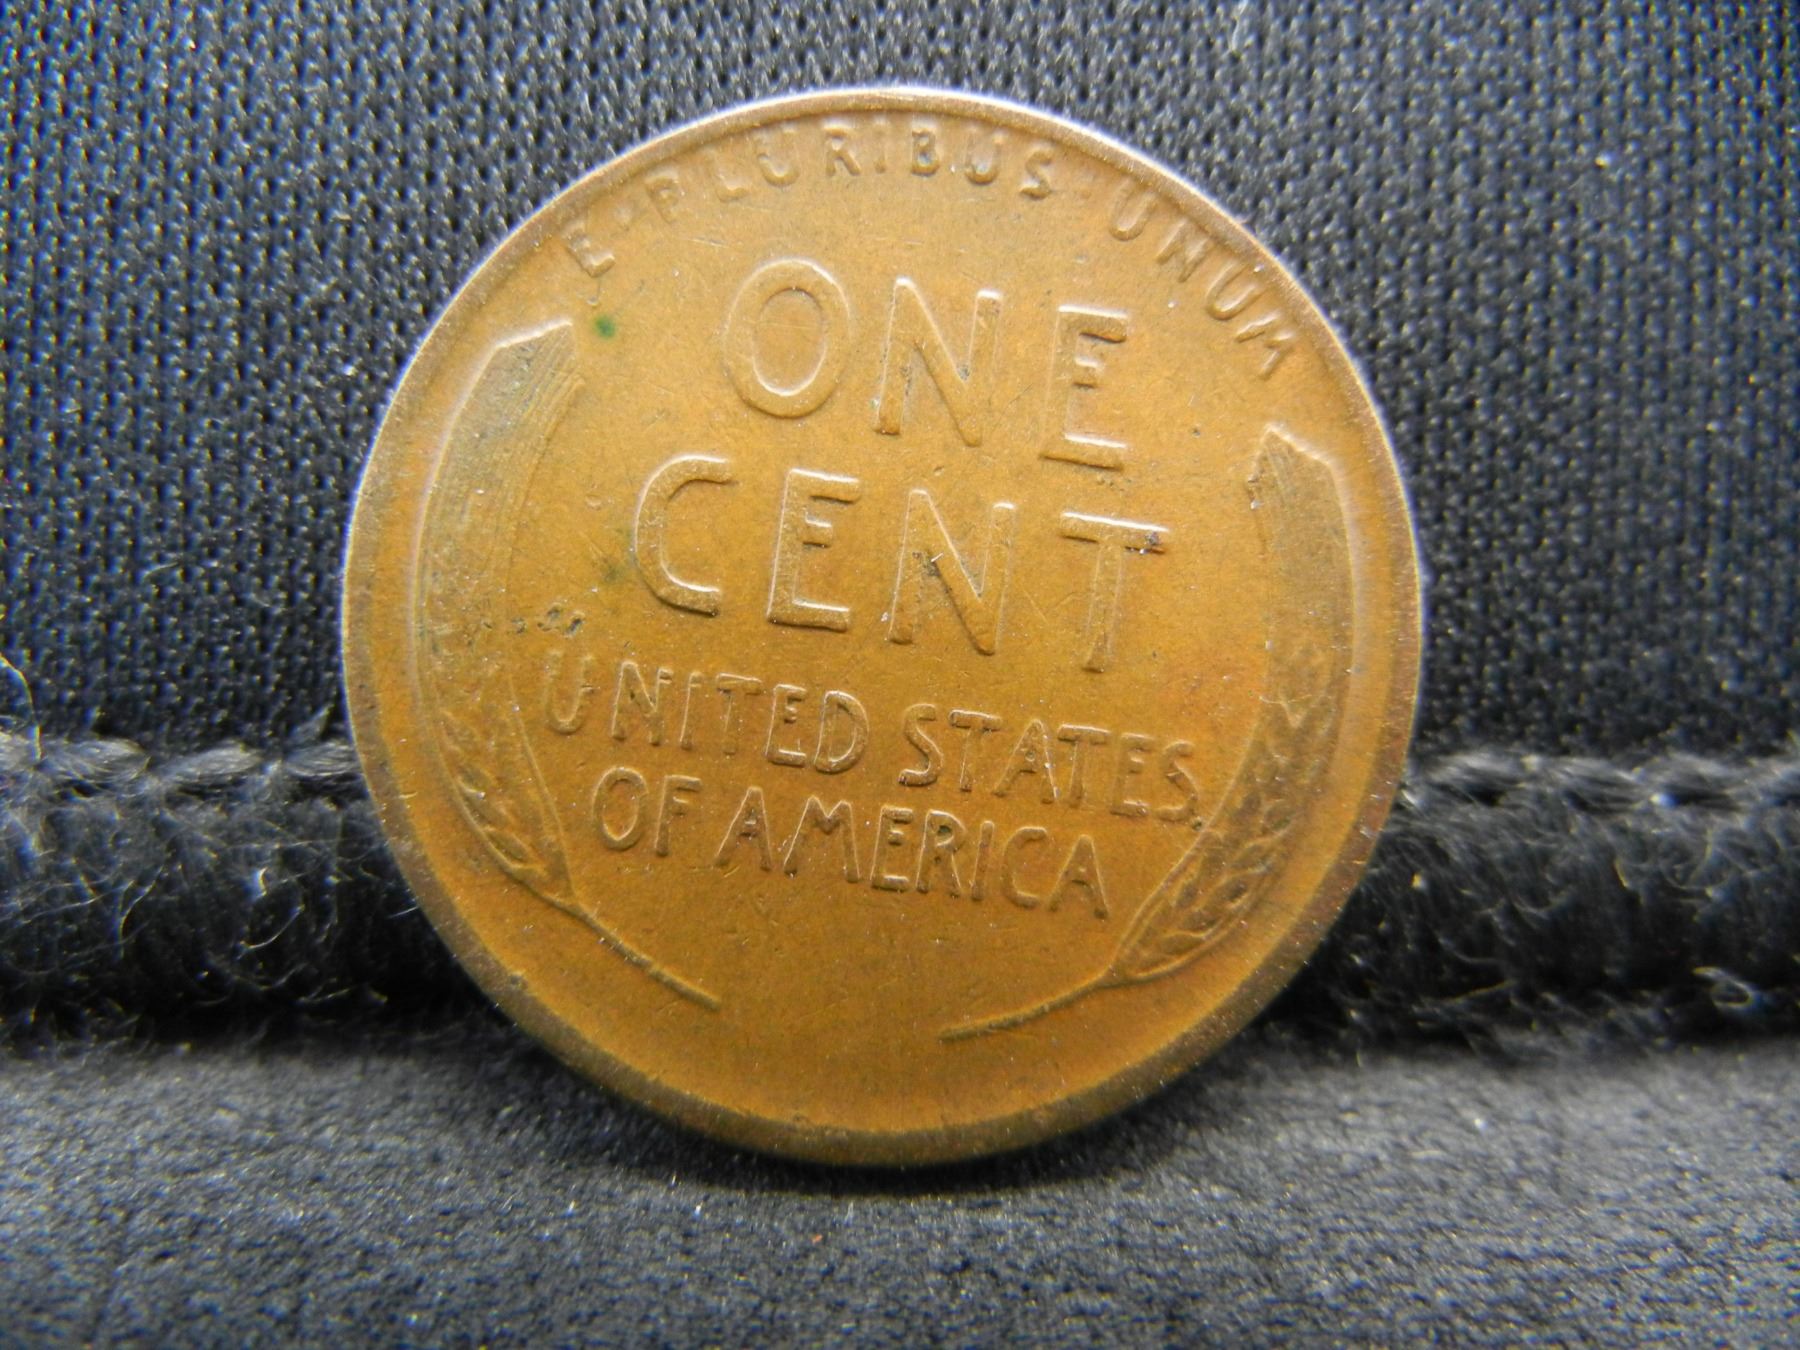 E·PLURIBUS·UNUM
ONE
CENT
UNITED STATES
OF AMERICA